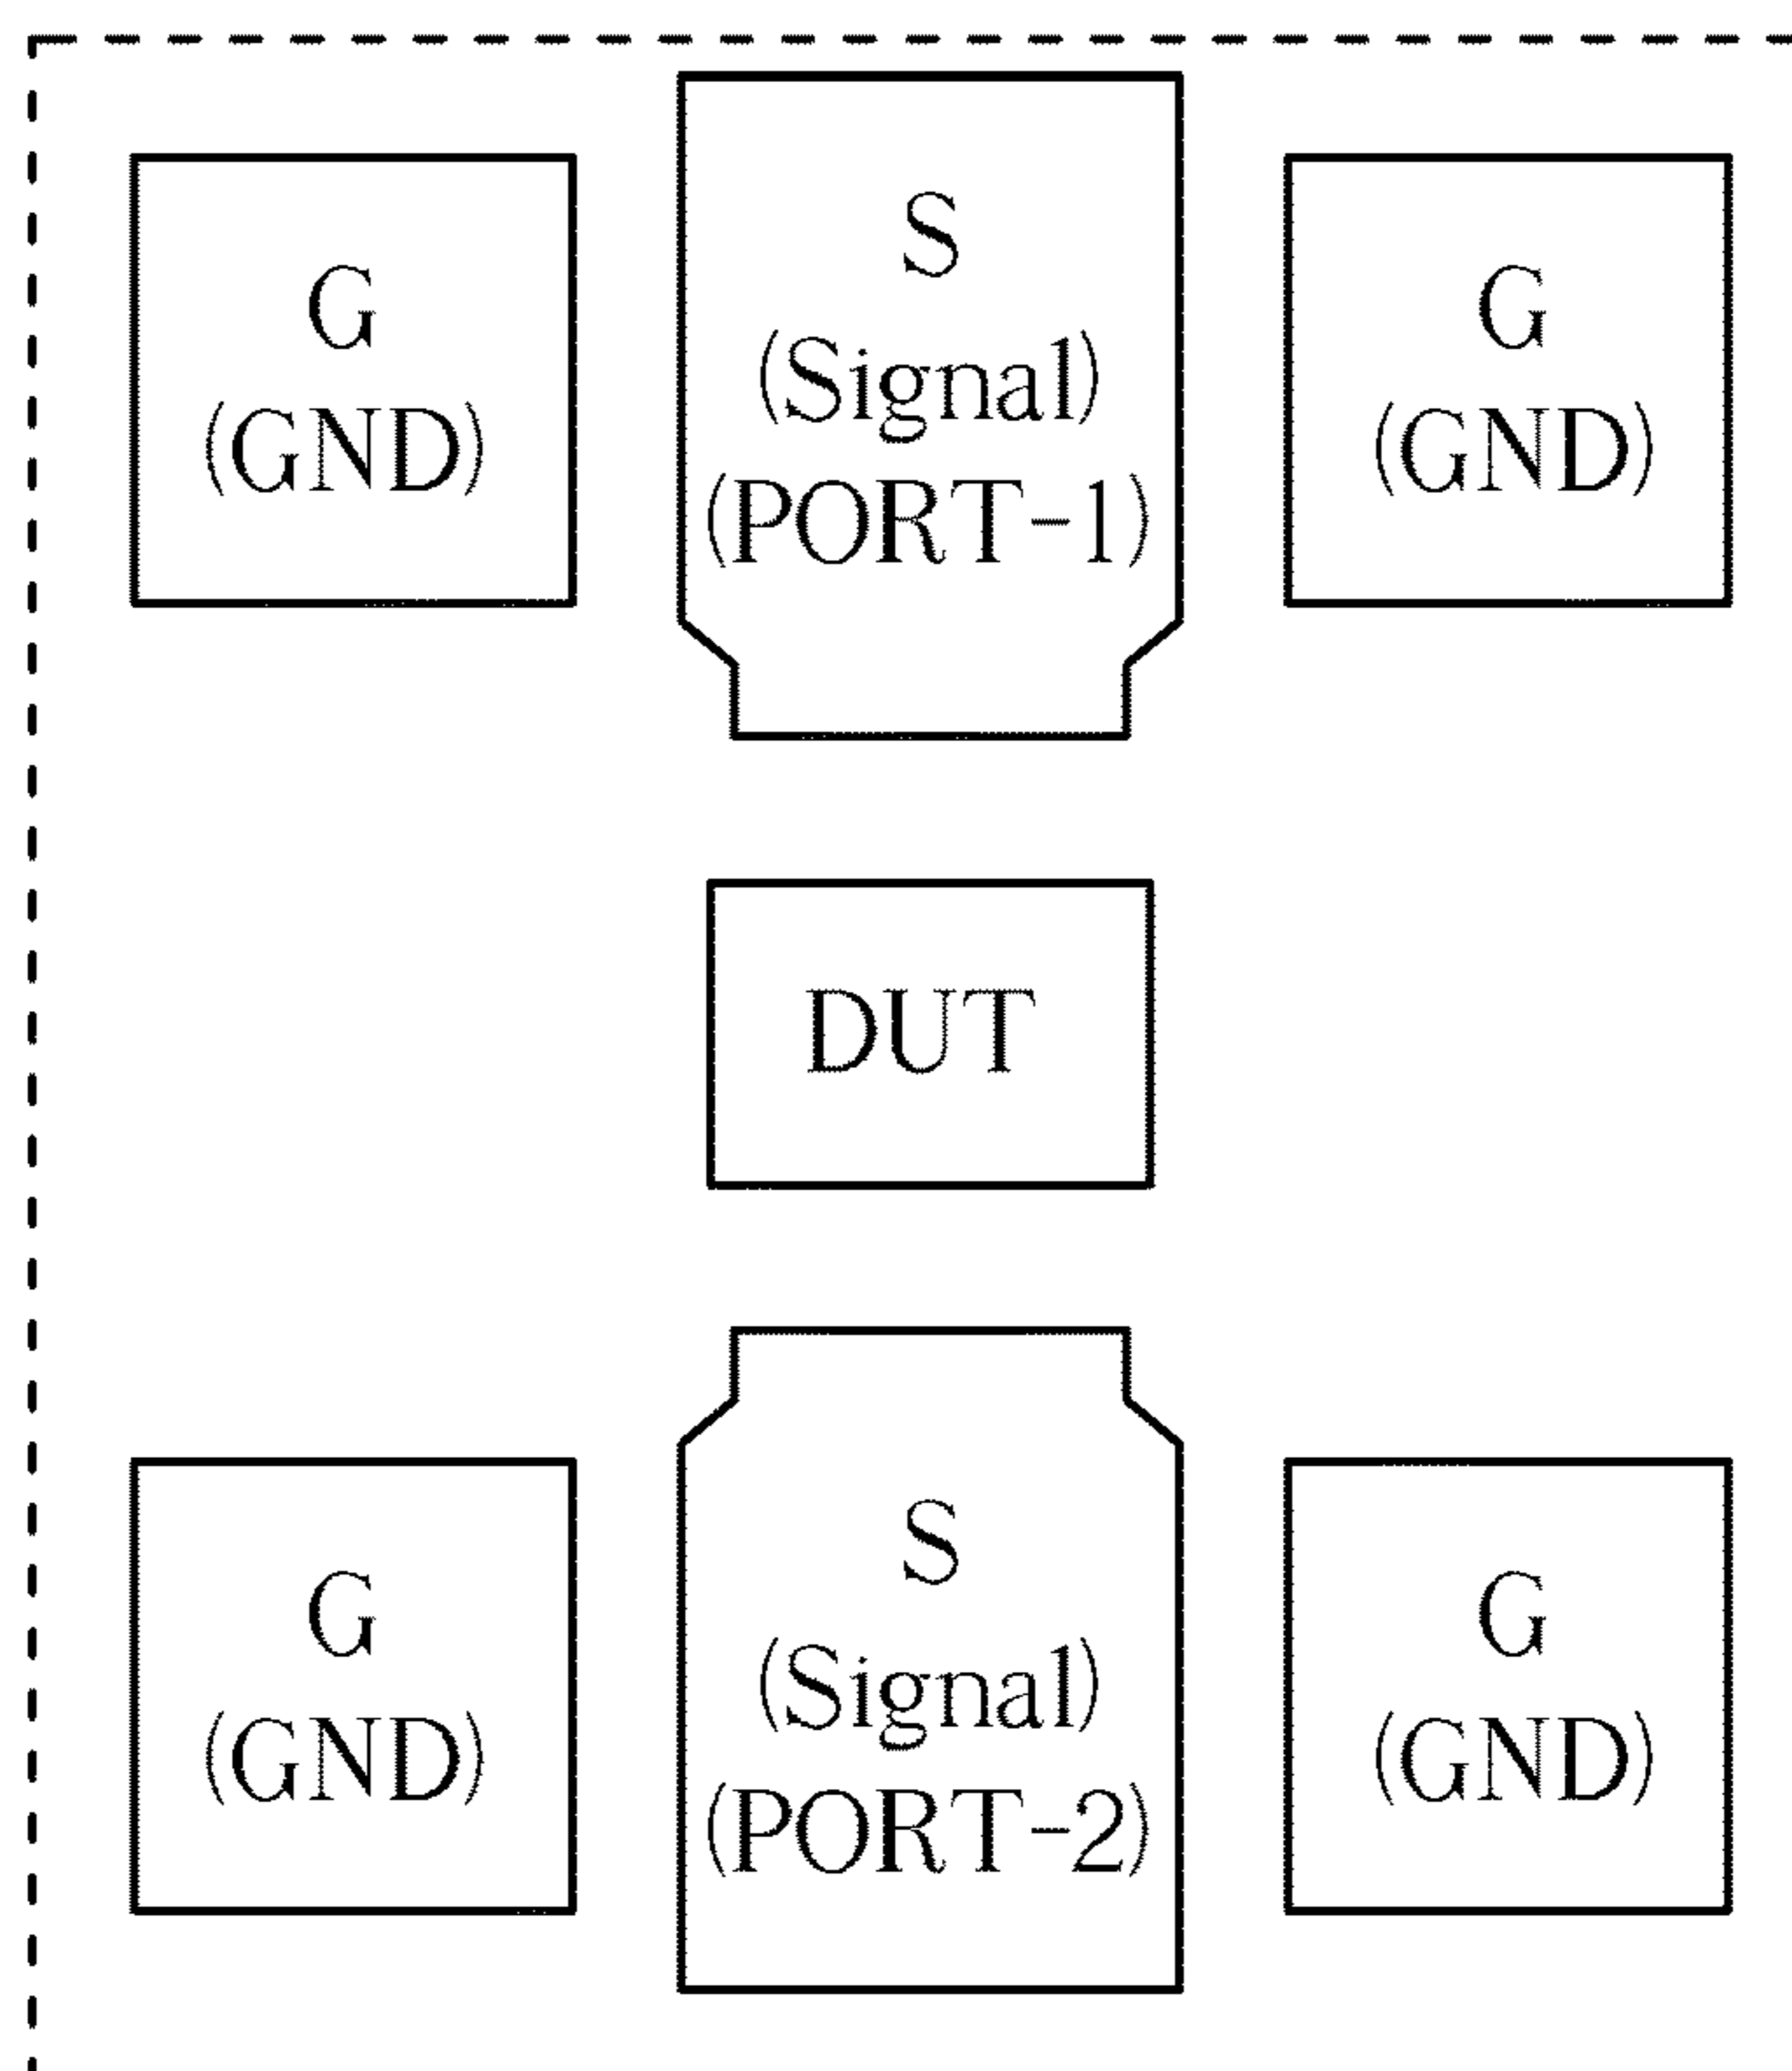 G
(GND)
S
(Signal)
(PORT-1)
G
(GND)
DUT
G
(GND)
S
(Signal)
(PORT-2)
G
(GND)